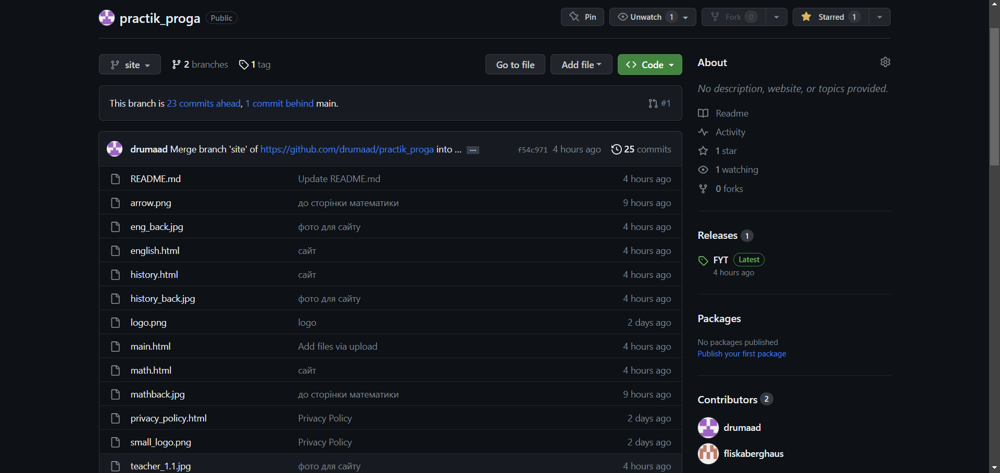 practik_proga Public Pin Unwatch 1 Fork 0 Starred 1
site 2 branches 1 tag Go to file Add file Code
This branch is 23 commits ahead, 1 commit behind main. #1
drumaad Merge branch 'site' of https://github.com/drumaad/practik_proga into ... ... f54c971 4 hours ago 25 commits
README.md Update README.md 4 hours ago
arrow.png до сторінки математики 9 hours ago
eng_back.jpg фото для сайту 4 hours ago
english.html сайт 4 hours ago
history.html сайт 4 hours ago
history_back.jpg фото для сайту 4 hours ago
logo.png logo 2 days ago
main.html Add files via upload 4 hours ago
math.html сайт 4 hours ago
mathback.jpg до сторінки математики 9 hours ago
privacy_policy.html Privacy Policy 2 days ago
small_logo.png Privacy Policy 2 days ago
teacher_1.1.jpg фото для сайту 4 hours ago
About
No description, website, or topics provided.
Readme
Activity
1 star
1 watching
0 forks
Releases 1
FYT Latest
4 hours ago
Packages
No packages published
Publish your first package
Contributors 2
drumaad
fliskaberghaus